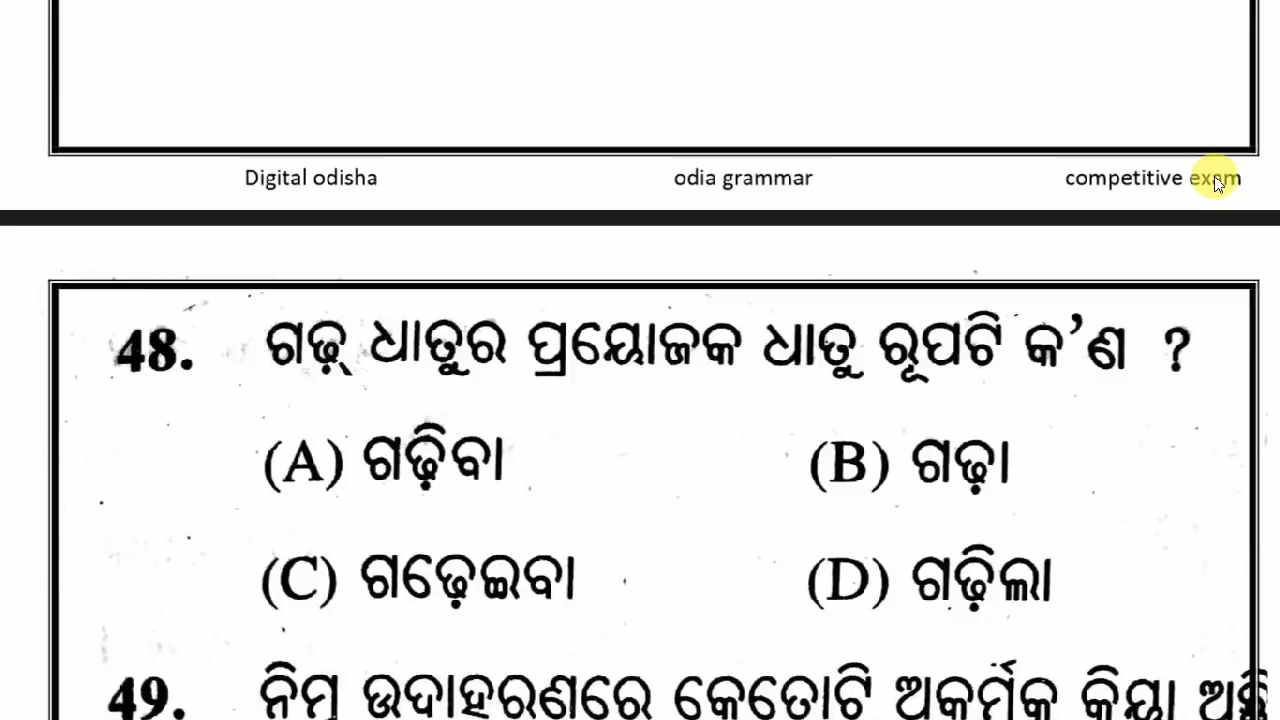 Digital odisha odia grammar competitive exam
48. ଗଢ଼୍ ଧାତୁର ପ୍ରୟୋଜକ ଧାତୁ ରୂପଟି କ’ଣ ?
(A) ଗଢ଼ିବା (B) ଗଢ଼ା
(C) ଗଢ଼େଇବା (D) ଗଢ଼ିଲା
49. ନିମ୍ନ ଉଦାହରଣରେ କେତୋଟି ଅକର୍ମକ କ୍ରିୟା